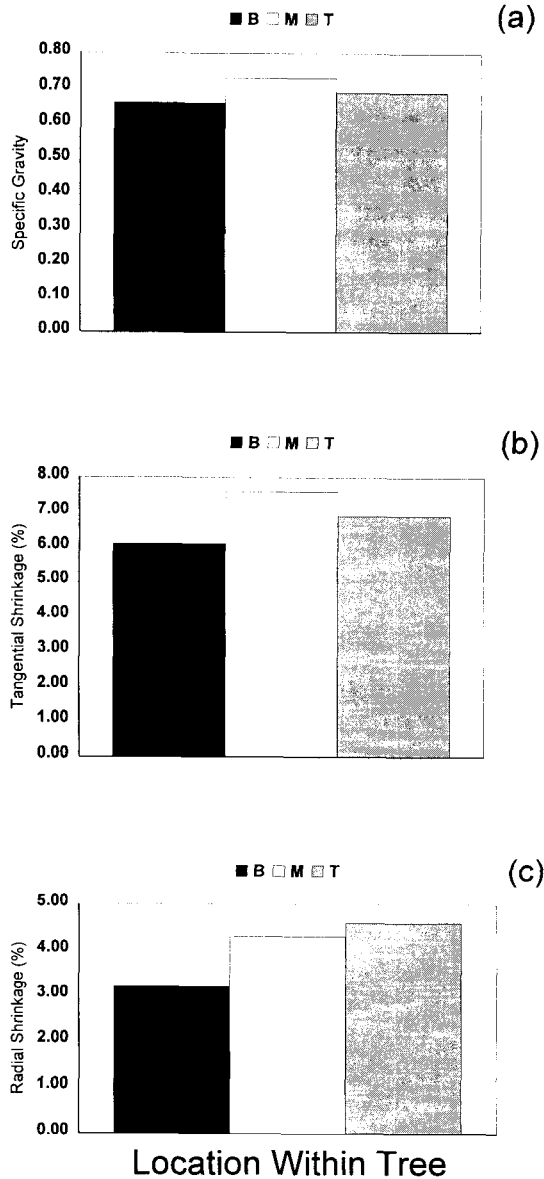 B M T
(a)
0.80
0.70
0.60
0.50
0.40
0.30
0.20
0.10
0.00
Specific Gravity
B M T
(b)
8.00
7.00
6.00
5.00
4.00
3.00
2.00
1.00
0.00
Tangential Shrinkage (%)
B M T
(c)
5.00
4.00
3.00
2.00
1.00
0.00
Radial Shrinkage (%)
Location Within Tree